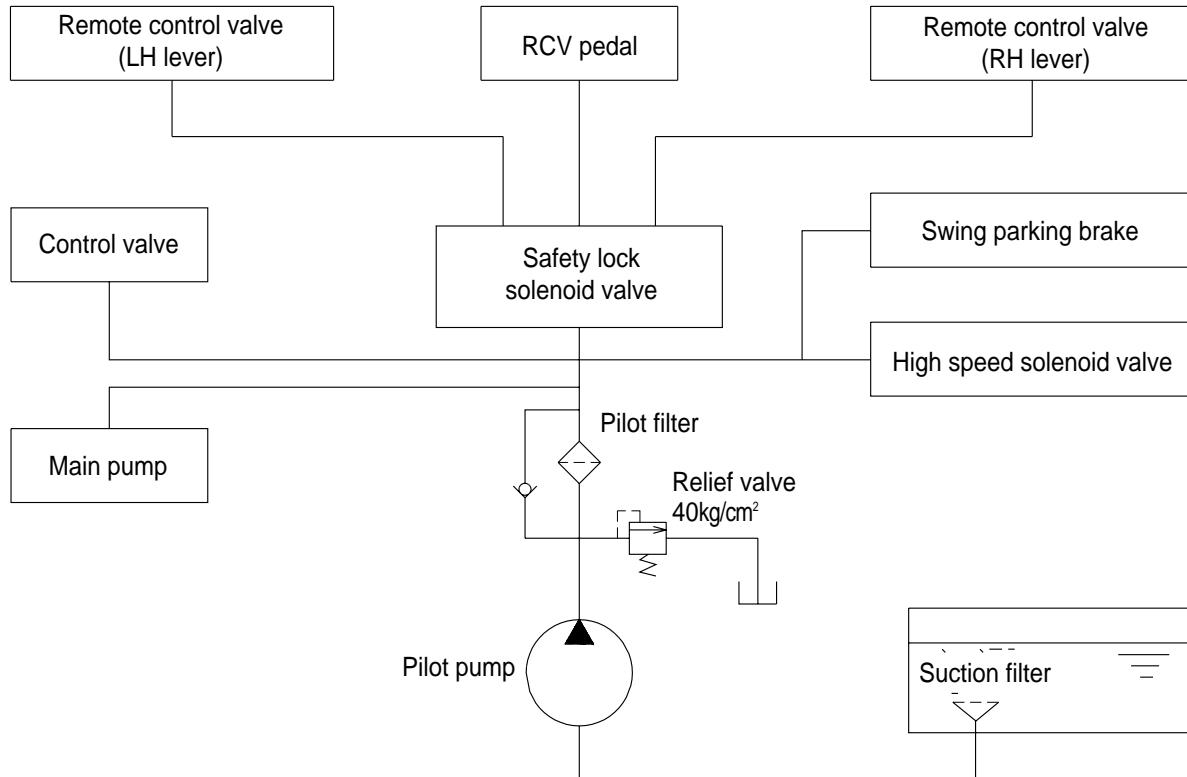 Remote control valve
(LH lever)
RCV pedal
Remote control valve
(RH lever)
Control valve
Safety lock
solenoid valve
Swing parking brake
High speed solenoid valve
Main pump
Pilot filter
Relief valve
40kg/cm²
Pilot pump
Suction filter